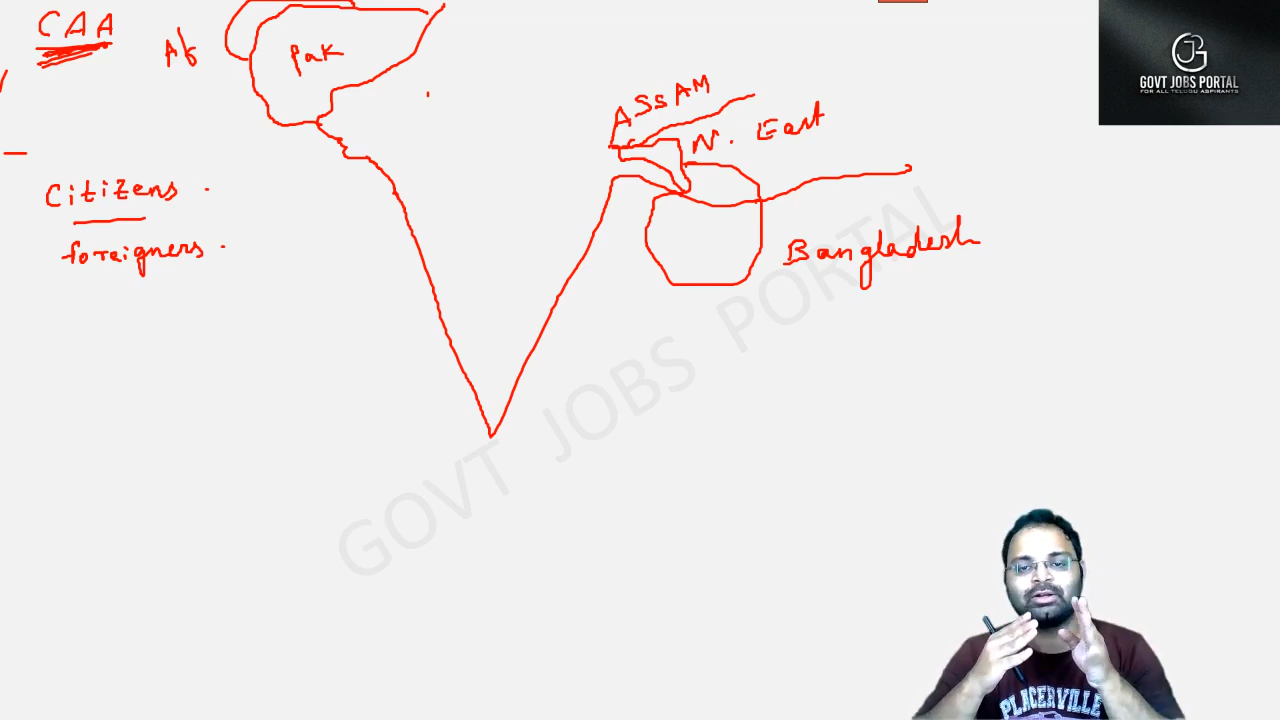 CAA
Af
Pak
ASSAM
N. East
Citizens .
foreigners .
Bangladesh
GOVT JOBS PORTAL
GOVT JOBS PORTAL
FOR ALL TELUGU ASPIRANTS
PLACERVILLE